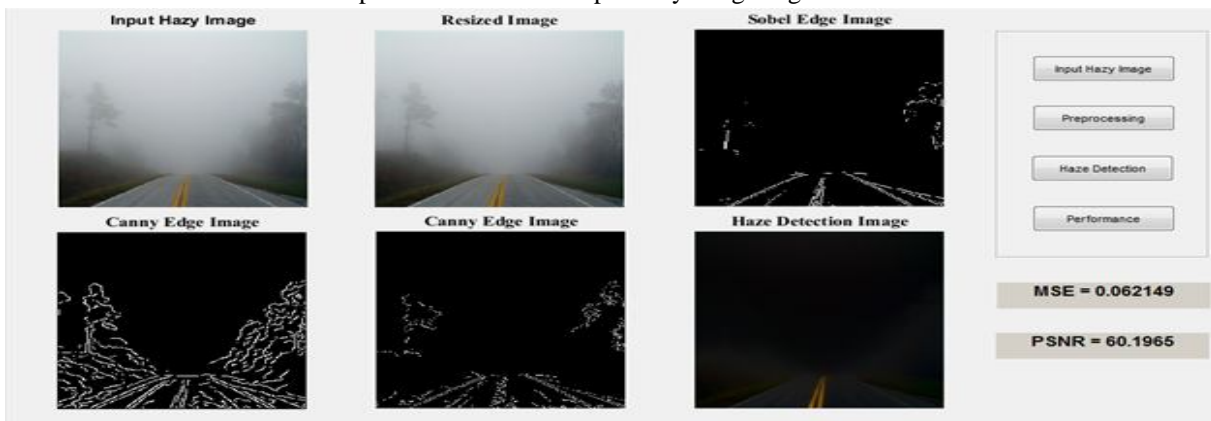 Input Hazy Image
Resized Image
Sobel Edge Image
Input Hazy Image
Preprocessing
Haze Detection
Performance
Canny Edge Image
Canny Edge Image
Haze Detection Image
MSE = 0.062149
PSNR = 60.1965